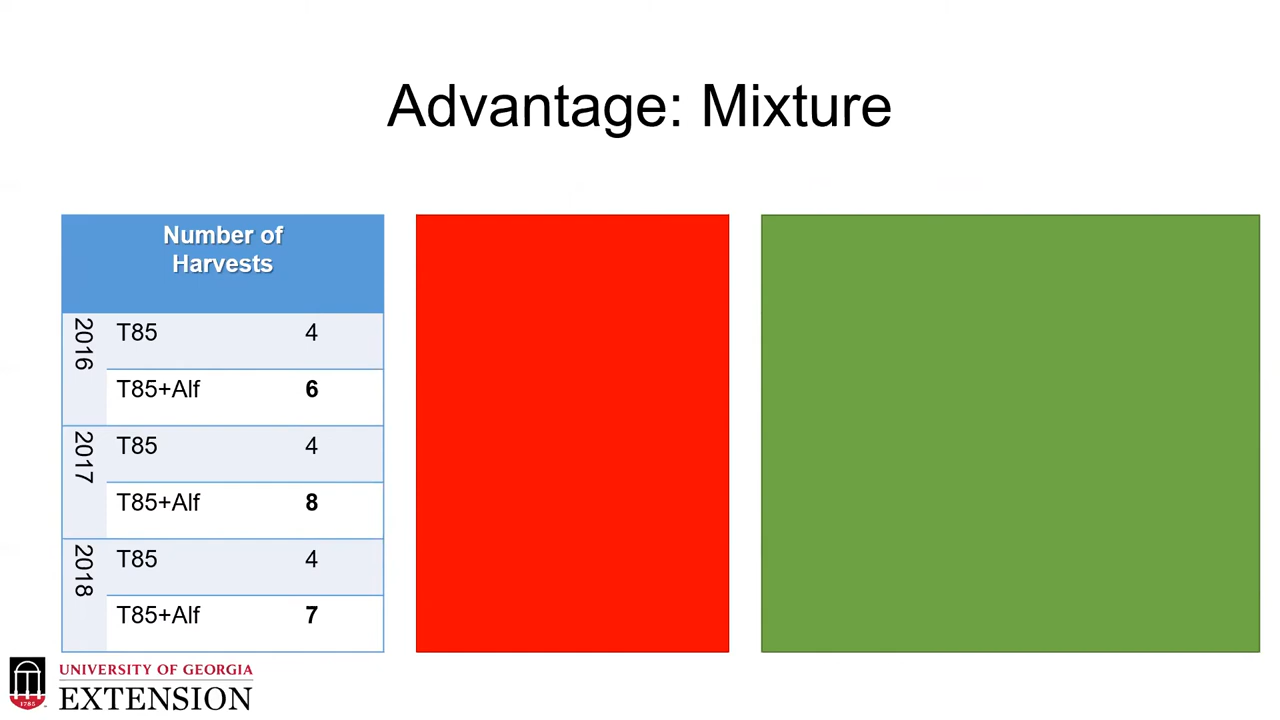 Advantage: Mixture
Number of
Harvests
2016
T85 4
T85+Alf 6
2017
T85 4
T85+Alf 8
2018
T85 4
T85+Alf 7
1785
UNIVERSITY OF GEORGIA
EXTENSION